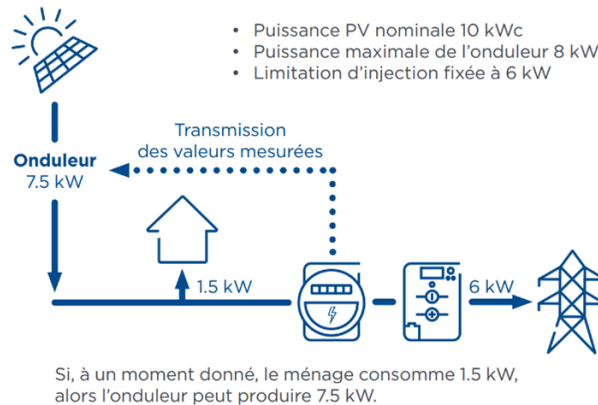 • Puissance PV nominale 10 kWc
• Puissance maximale de l'onduleur 8 kW
• Limitation d'injection fixée à 6 kW
Transmission
des valeurs mesurées
Onduleur
7.5 kW
1.5 kW
6 kW
Si, à un moment donné, le ménage consomme 1.5 kW,
alors l'onduleur peut produire 7.5 kW.